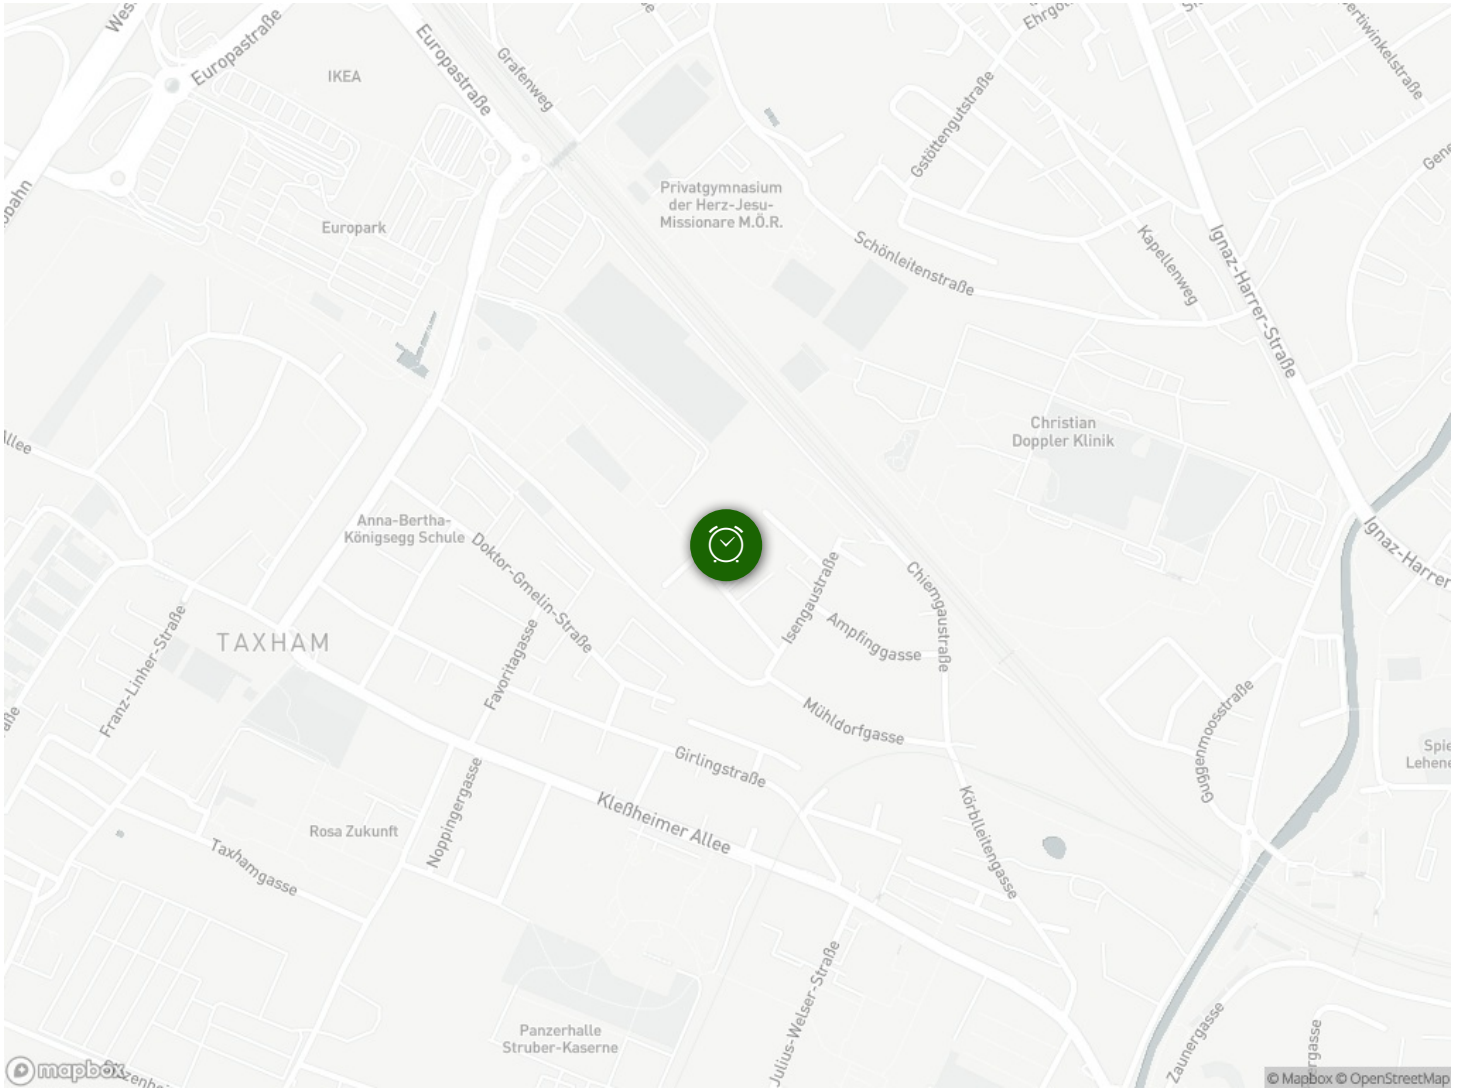 Europastraße
IKEA
Europastraße
Grafenweg
Gstöttengutstraße
Privatgymnasium
der Herz-Jesu-
Missionare M.Ö.R.
Europark
Schönleitenstraße
Kapellenweg
Ignaz-Harrer-Straße
Christian
Doppler Klinik
Anna-Bertha-
Königsegg Schule
Doktor-Gmelin-Straße
Ignaz-Harrer
Isengaustraße
Chiemgaustraße
Ampfinggasse
TAXHAM
Franz-Linher-Straße
Favoritagasse
Mühldorfgasse
Guggenmoosstraße
Girlingstraße
Spie
Lehene
Noppingergasse
Kleßheimer Allee
Körblleitengasse
Rosa Zukunft
Taxhamgasse
Julius-Welser-Straße
Panzerhalle
Struber-Kaserne
Zaunergasse
mapbox
© Mapbox © OpenStreetMap